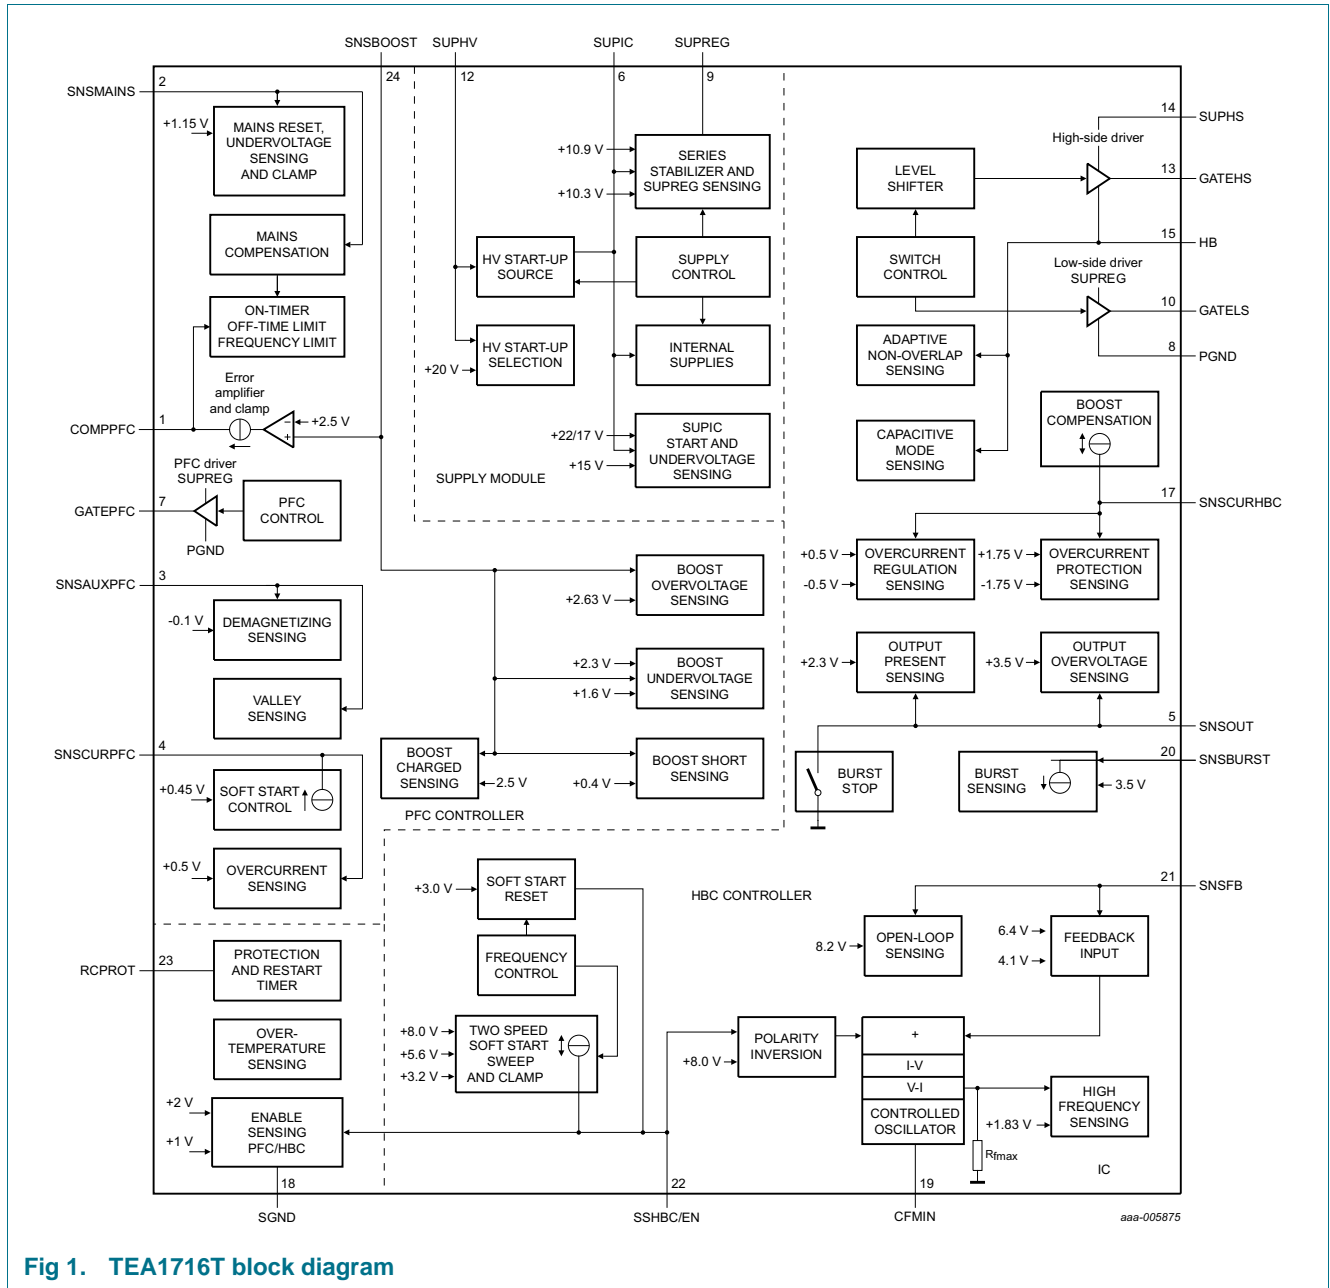 SNSBOOST
SUPHV
SUPIC
SUPREG
24
12
6
9
SNSMAINS
2
+1.15 V
MAINS RESET,
UNDERVOLTAGE
SENSING
AND CLAMP
MAINS
COMPENSATION
ON-TIMER
OFF-TIME LIMIT
FREQUENCY LIMIT
Error
amplifier
and clamp
COMPPFC
1
−
+
+2.5 V
PFC driver
SUPREG
GATEPFC
7
PFC
CONTROL
PGND
SNSAUXPFC
3
-0.1 V
DEMAGNETIZING
SENSING
VALLEY
SENSING
SNSCURPFC
4
+0.45 V
SOFT START
CONTROL
+0.5 V
OVERCURRENT
SENSING
RCPROT
23
PROTECTION
AND RESTART
TIMER
OVER-
TEMPERATURE
SENSING
+2 V
+1 V
ENABLE
SENSING
PFC/HBC
18
SGND
+10.9 V
+10.3 V
SERIES
STABILIZER AND
SUPREG SENSING
HV START-UP
SOURCE
SUPPLY
CONTROL
HV START-UP
SELECTION
+20 V
INTERNAL
SUPPLIES
+22/17 V
+15 V
SUPIC
START AND
UNDERVOLTAGE
SENSING
SUPPLY MODULE
BOOST
OVERVOLTAGE
SENSING
+2.63 V
+2.3 V
+1.6 V
BOOST
UNDERVOLTAGE
SENSING
BOOST
CHARGED
SENSING
2.5 V
+0.4 V
BOOST SHORT
SENSING
PFC CONTROLLER
LEVEL
SHIFTER
High-side driver
14
SUPHS
13
GATEHS
15
HB
SWITCH
CONTROL
Low-side driver
SUPREG
10
GATELS
8
PGND
ADAPTIVE
NON-OVERLAP
SENSING
CAPACITIVE
MODE
SENSING
BOOST
COMPENSATION
17
SNSCURHBC
+0.5 V
-0.5 V
OVERCURRENT
REGULATION
SENSING
+1.75 V
-1.75 V
OVERCURRENT
PROTECTION
SENSING
+2.3 V
OUTPUT
PRESENT
SENSING
+3.5 V
OUTPUT
OVERVOLTAGE
SENSING
5
SNSOUT
BURST
STOP
BURST
SENSING
20
SNSBURST
3.5 V
HBC CONTROLLER
21
SNSFB
8.2 V
OPEN-LOOP
SENSING
6.4 V
4.1 V
FEEDBACK
INPUT
+3.0 V
SOFT START
RESET
FREQUENCY
CONTROL
+8.0 V
+5.6 V
+3.2 V
TWO SPEED
SOFT START
SWEEP
AND CLAMP
POLARITY
INVERSION
+8.0 V
+
I-V
V-I
CONTROLLED
OSCILLATOR
HIGH
FREQUENCY
SENSING
+1.83 V
Rfmax
IC
22
SSHBC/EN
19
CFMIN
aaa-005875
Fig 1. TEA1716T block diagram